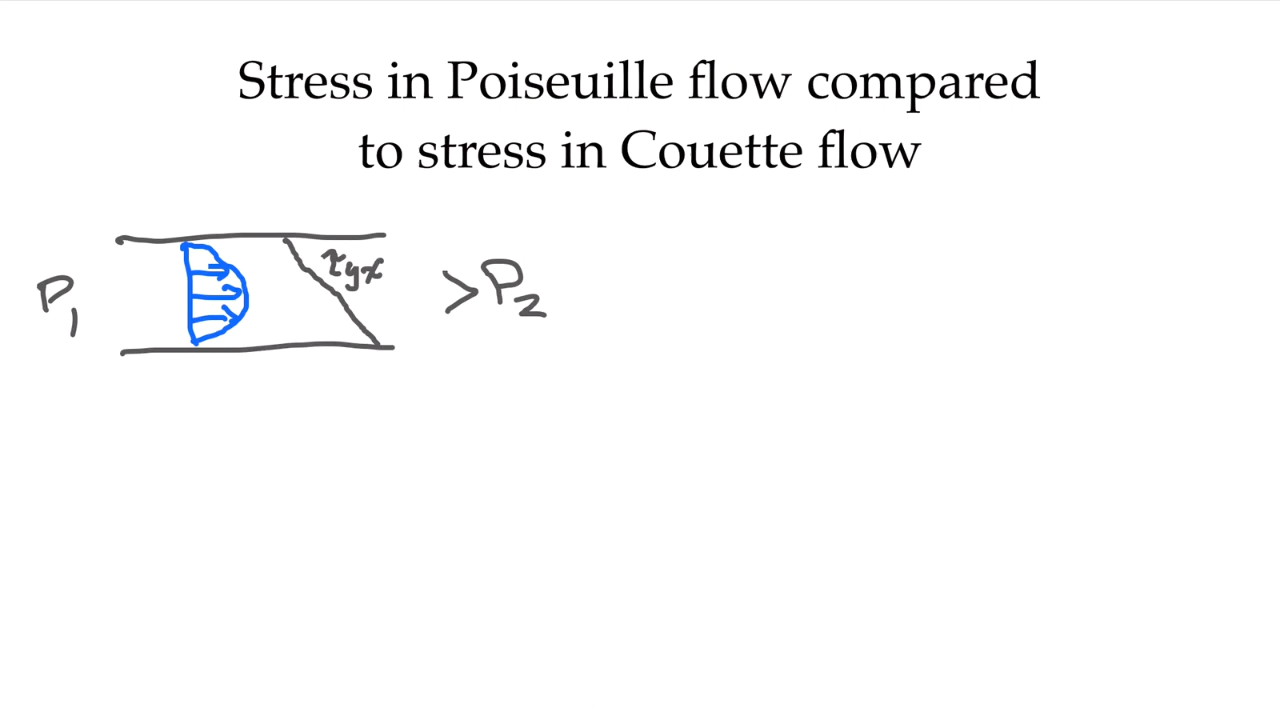 Stress in Poiseuille flow compared
to stress in Couette flow
P₁ τyx > P₂